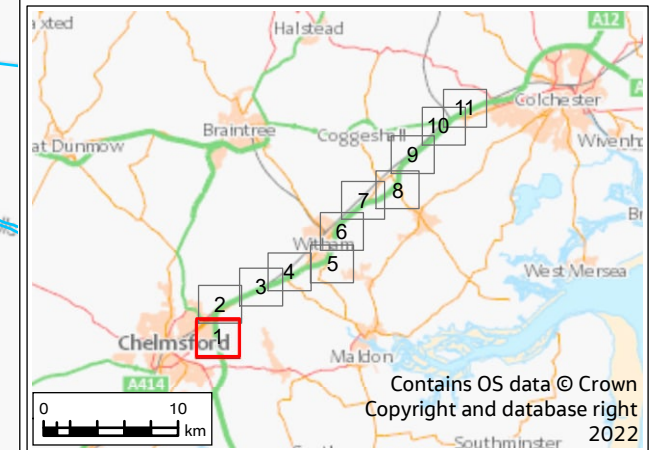 axted
Halstead
A12
Colchester
11
10
Braintree
Coggeshall
at Dunmow
9
Wivenh
8
7
6
Witham
5
4
West Mersea
3
2
1
Chelmsford
Maldon
A414
Contains OS data © Crown
Copyright and database right
2022
0 10
km
Southminster